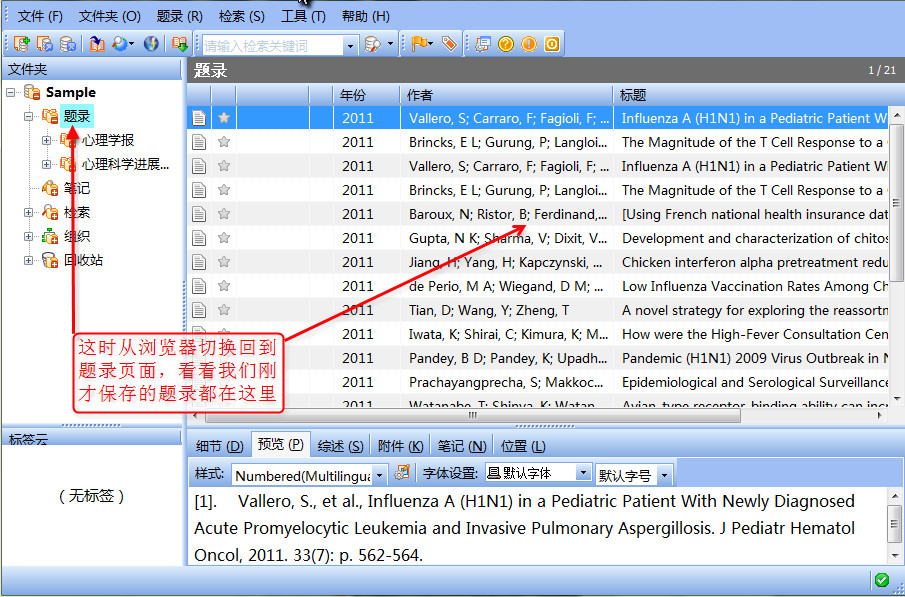 文件 (F) 文件夹 (O) 题录 (R) 检索 (S) 工具 (T) 帮助 (H)
请输入检索关键词
文件夹
题录 1 / 21
Sample
题录
心理学报
心理科学进展...
笔记
检索
组织
回收站
年份 作者 标题
2011 Vallero, S; Carraro, F; Fagioli, F; ... Influenza A (H1N1) in a Pediatric Patient W
2011 Brincks, E L; Gurung, P; Langloi... The Magnitude of the T Cell Response to a
2011 Vallero, S; Carraro, F; Fagioli, F; ... Influenza A (H1N1) in a Pediatric Patient W
2011 Brincks, E L; Gurung, P; Langloi... The Magnitude of the T Cell Response to a
2011 Baroux, N; Ristor, B; Ferdinand,... [Using French national health insurance dat
2011 Gupta, N K; Sharma, V; Dixit, V... Development and characterization of chitos
2011 Jiang, H; Yang, H; Kapczynski, ... Chicken interferon alpha pretreatment redu
2011 de Perio, M A; Wiegand, D M; ... Low Influenza Vaccination Rates Among Ch
2011 Tian, D; Wang, Y; Zheng, T A novel strategy for exploring the reassortn
2011 Iwata, K; Shirai, C; Kimura, K; M... How were the High-Fever Consultation Cen
2011 Pandey, B D; Pandey, K; Upadh... Pandemic (H1N1) 2009 Virus Outbreak in N
2011 Prachayangprecha, S; Makkoc... Epidemiological and Serological Surveillance
2011 Watanabe, T; Shinya, K; Watan... Avian-type receptor-binding ability can incr
这时从浏览器切换回到
题录页面，看看我们刚
才保存的题录都在这里
标签云
（无标签）
细节 (D) 预览 (P) 综述 (S) 附件 (K) 笔记 (N) 位置 (L)
样式: Numbered(Multilingua 字体设置: 默认字体 默认字号
[1]. Vallero, S., et al., Influenza A (H1N1) in a Pediatric Patient With Newly Diagnosed
Acute Promyelocytic Leukemia and Invasive Pulmonary Aspergillosis. J Pediatr Hematol
Oncol, 2011. 33(7): p. 562-564.